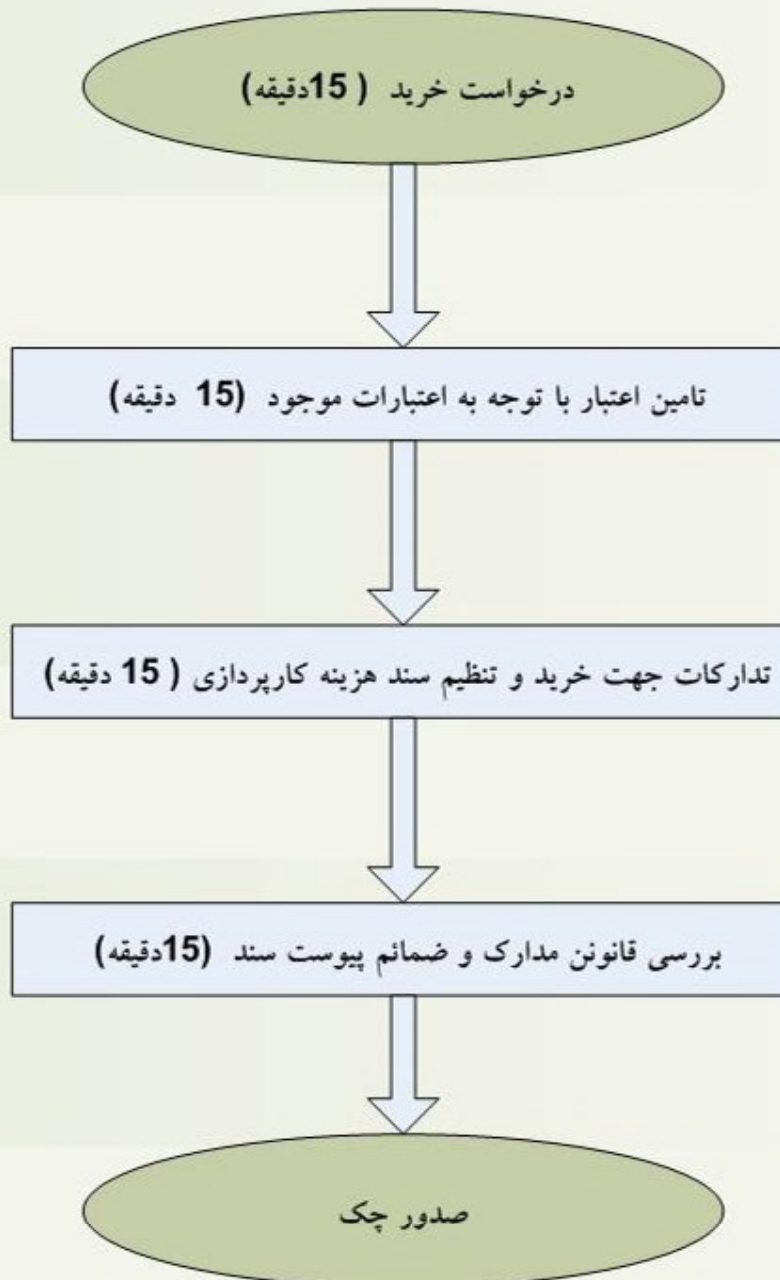 درخواست خرید ( 15دقیقه)
تامین اعتبار با توجه به اعتبارات موجود (15 دقیقه)
تدارکات جهت خرید و تنظیم سند هزینه کارپردازی ( 15 دقیقه)
بررسی قانونن مدارک و ضمائم پیوست سند (15دقیقه)
صدور چک